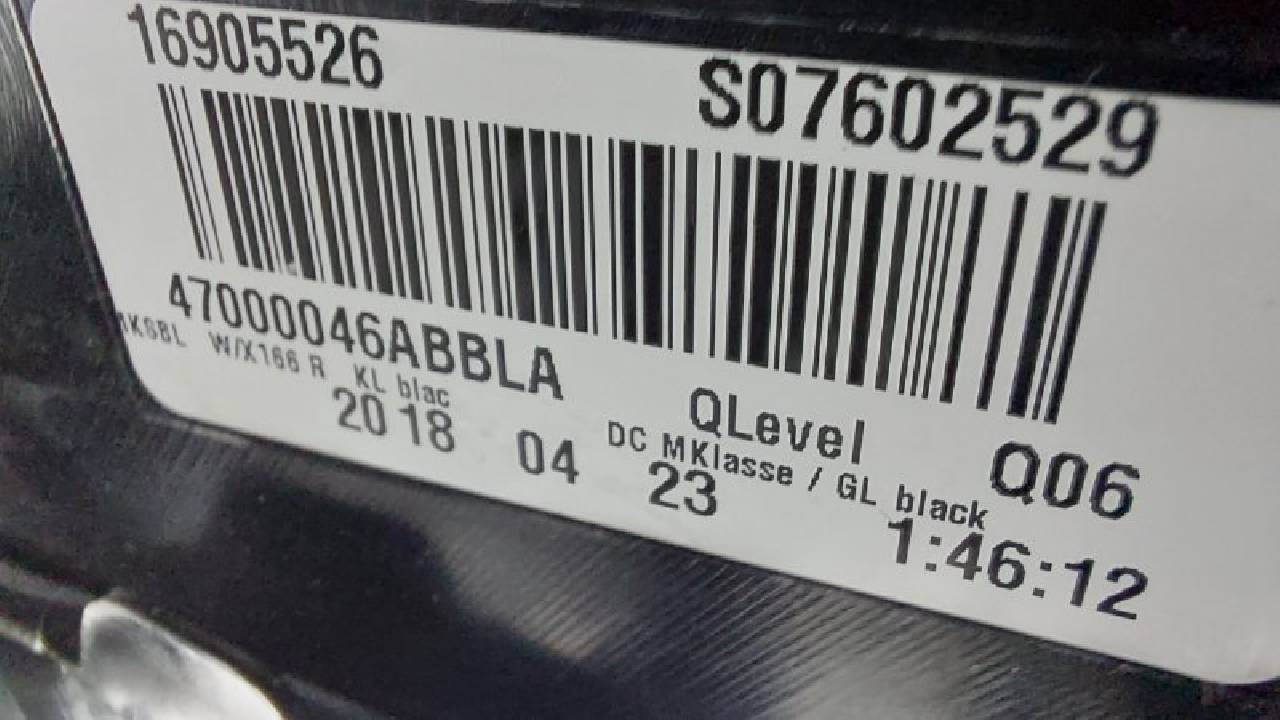 16905526 S07602529
47000046ABBLA QLevel Q06
W/X166 R KL blac DC MKlasse / GL black
2018 04 23 1:46:12